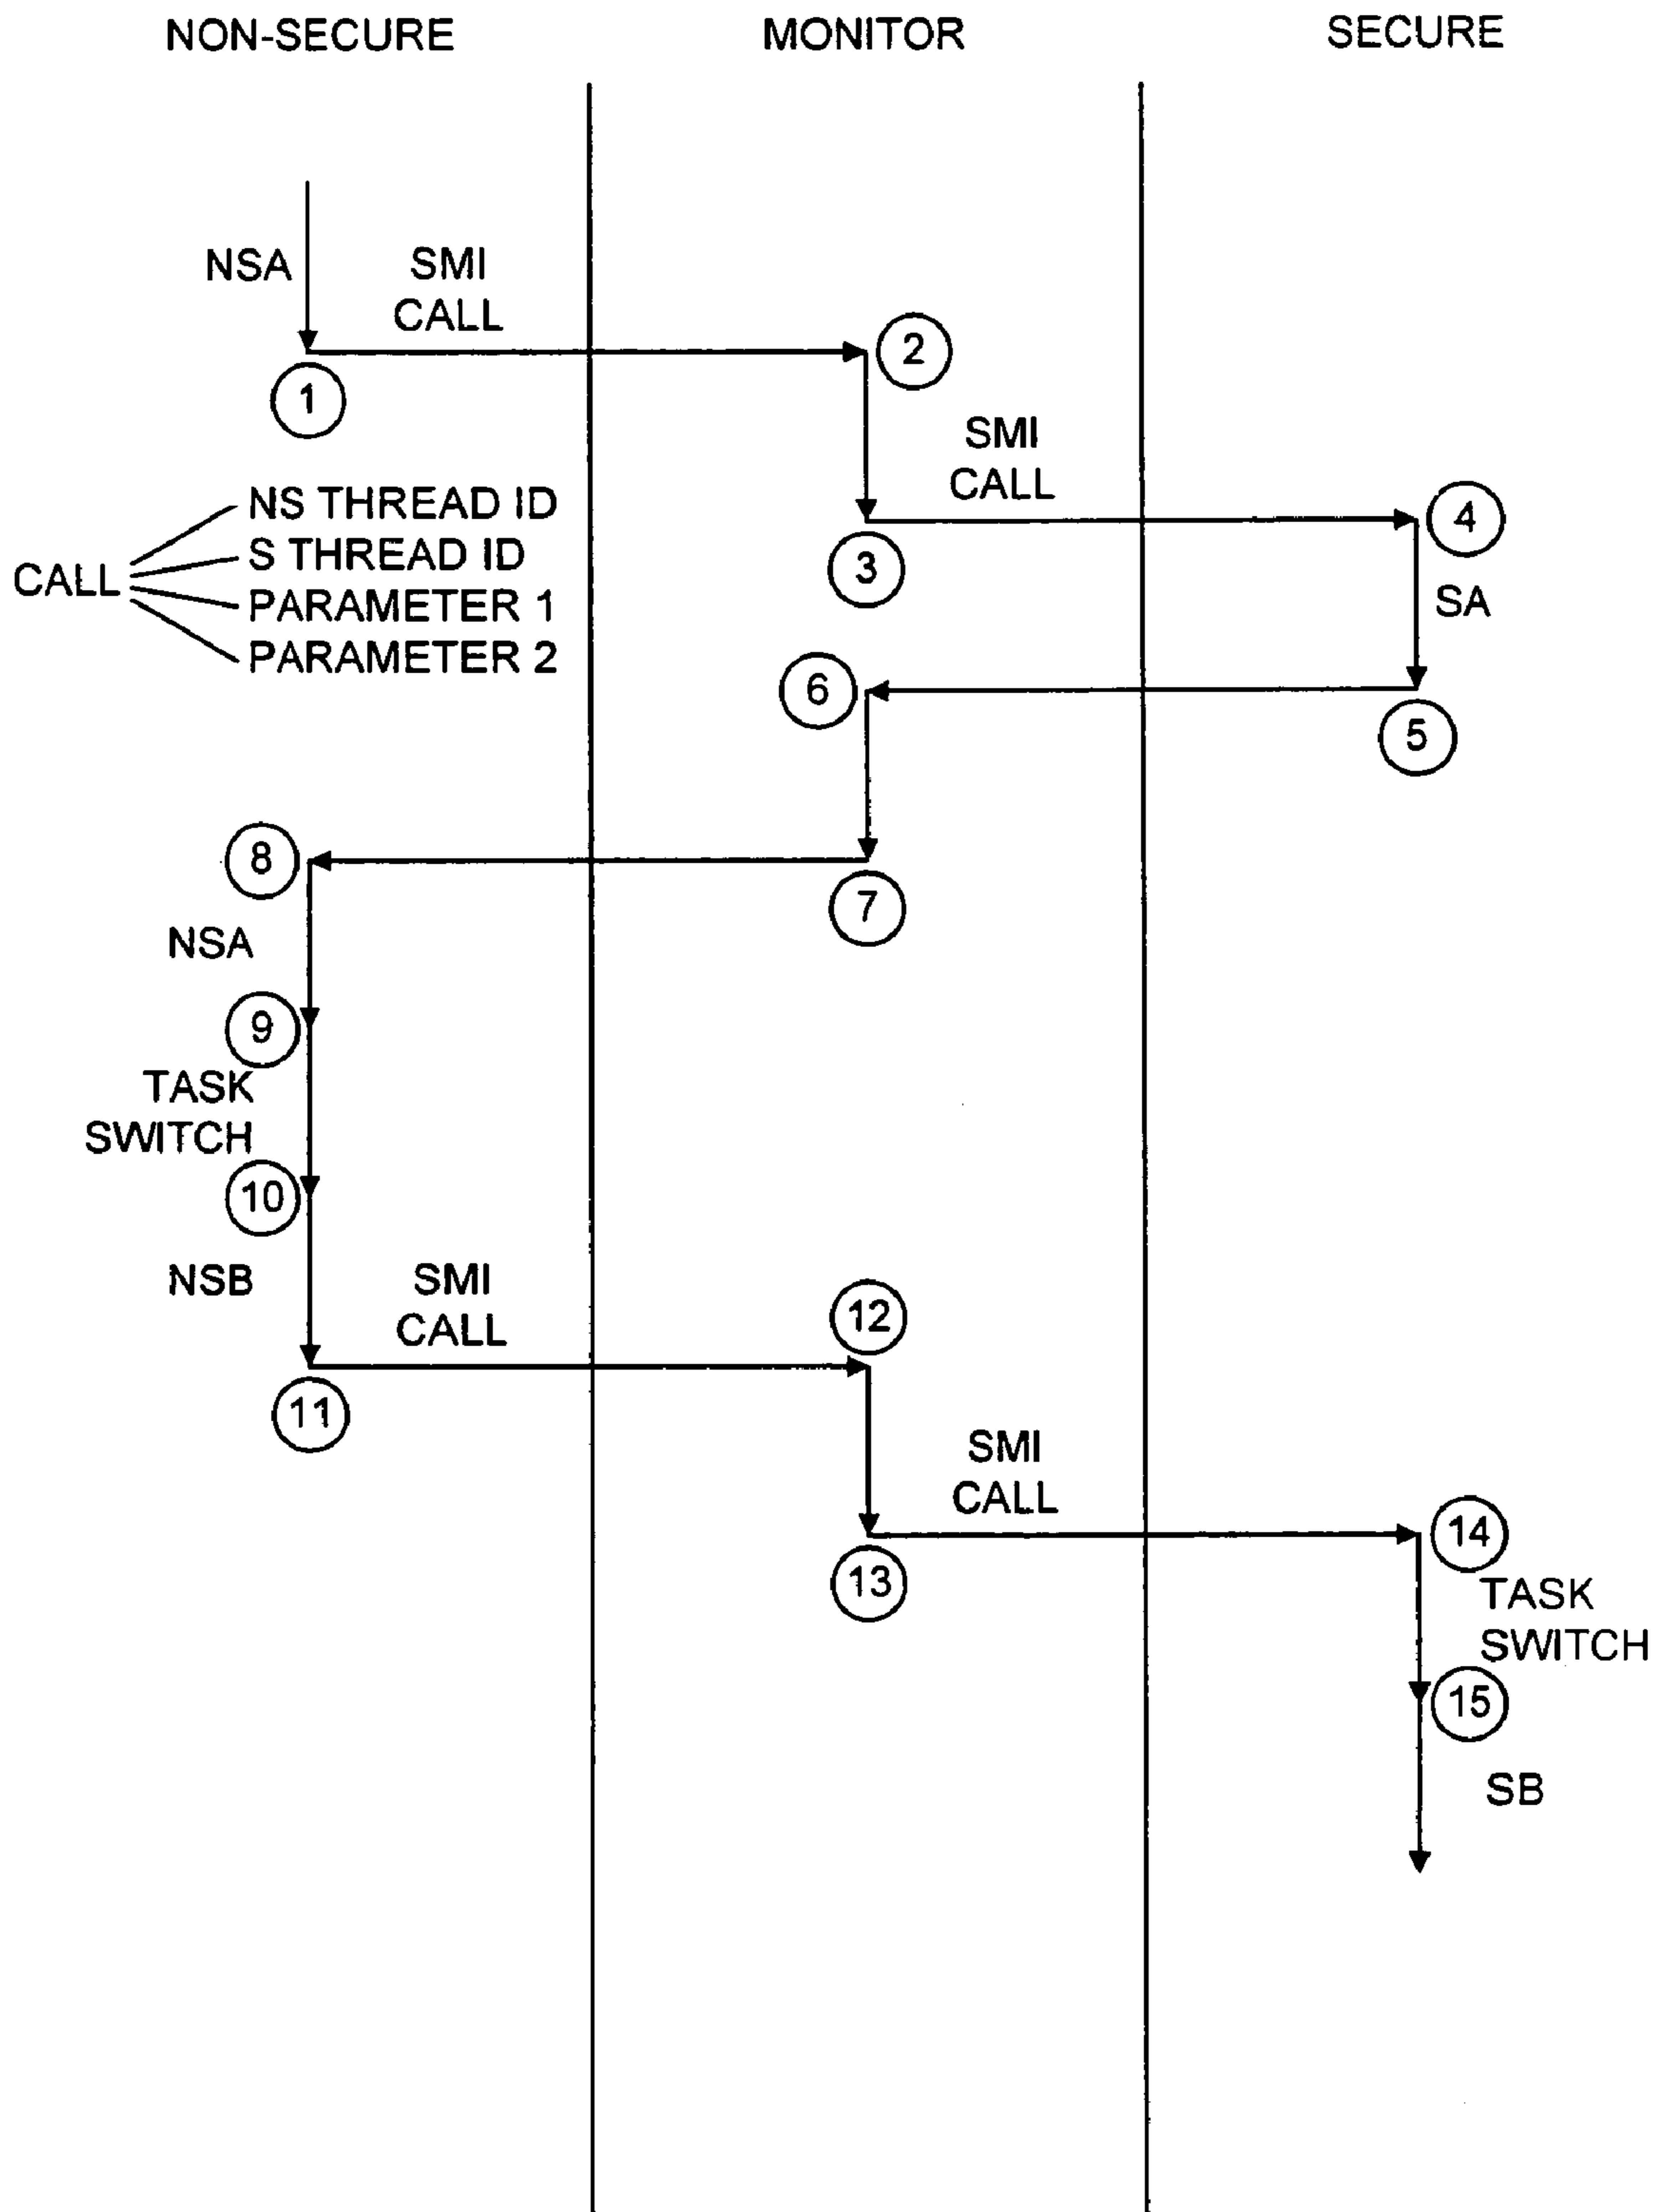 NON-SECURE
MONITOR
SECURE
NSA
SMI
CALL
2
1
SMI
CALL
4
3
NS THREAD ID
S THREAD ID
CALL
PARAMETER 1
PARAMETER 2
SA
6
5
8
7
NSA
9
TASK
SWITCH
10
NSB
SMI
CALL
12
11
SMI
CALL
14
13
TASK
SWITCH
15
SB